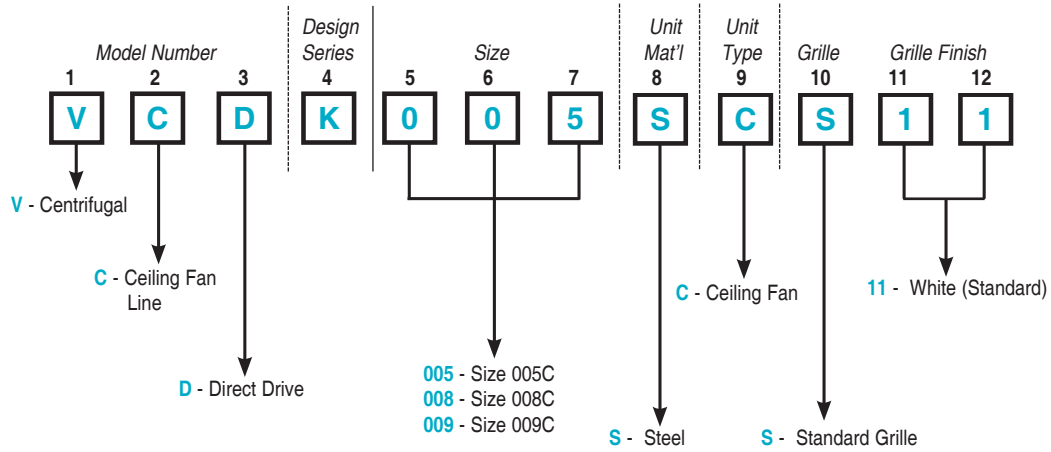 Model Number
Design
Series
Size
Unit
Mat'l
Unit
Type
Grille
Grille Finish
1 2 3 4 5 6 7 8 9 10 11 12
V C D K 0 0 5 S C S 1 1
V - Centrifugal
C - Ceiling Fan
Line
D - Direct Drive
005 - Size 005C
008 - Size 008C
009 - Size 009C
S - Steel
C - Ceiling Fan
S - Standard Grille
11 - White (Standard)